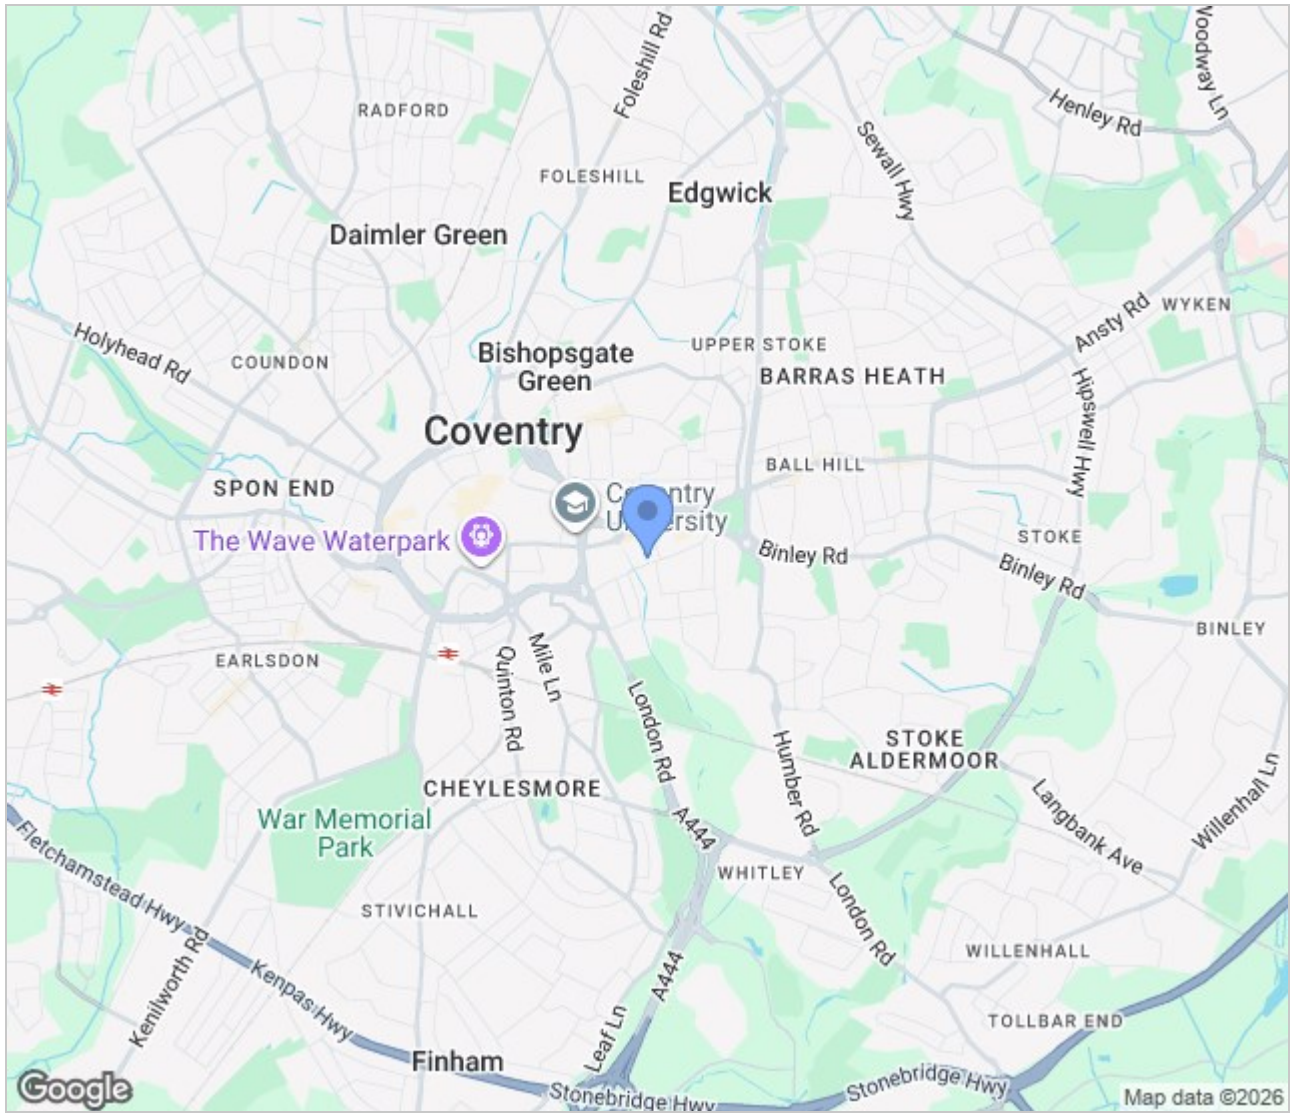 Foleshill Rd
Woodway Ln
RADFORD
Henley Rd
Sewall Hwy
FOLESHILL
Edgwick
Daimler Green
WYKEN
Ansty Rd
Holyhead Rd
UPPER STOKE
Bishopsgate
Green
COUNDON
BARRAS HEATH
Hipswell Hwy
Coventry
BALL HILL
SPON END
Coventry
University
The Wave Waterpark
STOKE
Binley Rd
Binley Rd
BINLEY
EARLSDON
Mile Ln
Quinton Rd
London Rd
STOKE
ALDERMOOR
Humber Rd
CHEYLESMORE
Langbank Ave
Willenhall Ln
War Memorial
Park
A444
Fletchamstead Hwy
WHITLEY
STIVICHALL
London Rd
Kenilworth Rd
WILLENHALL
Kenpas Hwy
A444
TOLLBAR END
Leaf Ln
Finham
Stonebridge Hwy
Stonebridge Hwy
Google
Map data ©2026